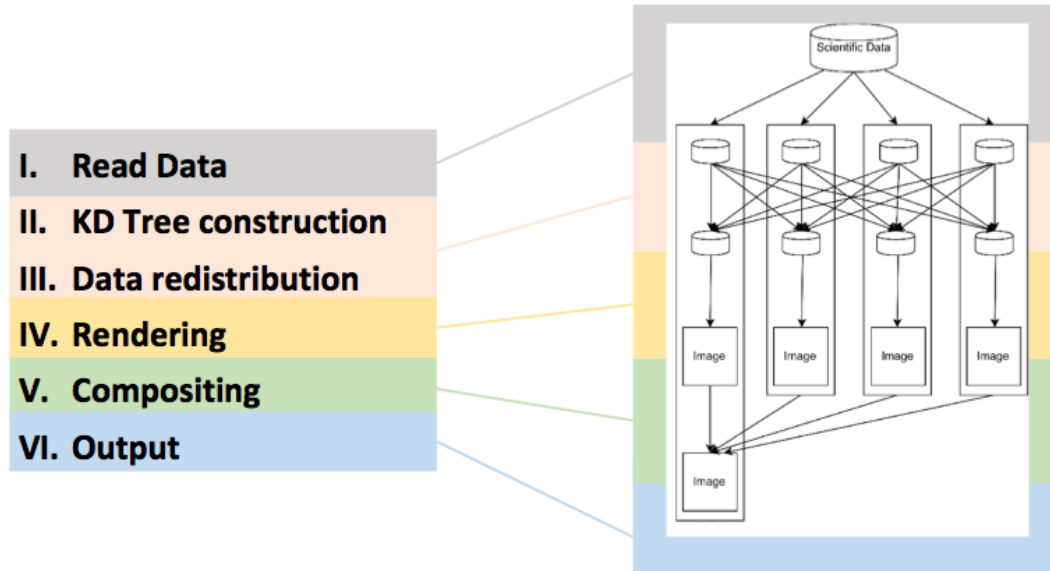 I. Read Data
II. KD Tree construction
III. Data redistribution
IV. Rendering
V. Compositing
VI. Output
Scientific Data
Image Image Image Image
Image